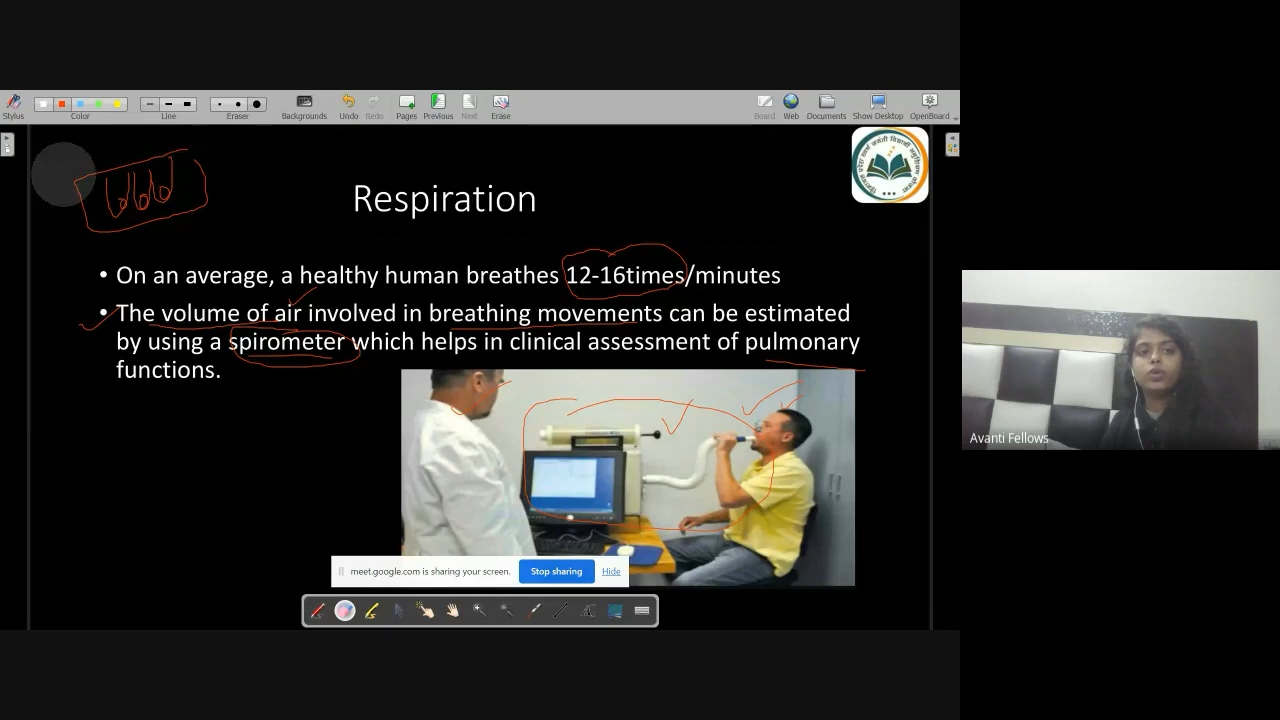 Stylus
Color
Line
Eraser
Backgrounds
Undo
Redo
Pages
Previous
Next
Erase
Board
Web
Documents
Show Desktop
OpenBoard
Respiration
• On an average, a healthy human breathes 12-16times/minutes
• The volume of air involved in breathing movements can be estimated
by using a spirometer which helps in clinical assessment of pulmonary
functions.
Avanti Fellows
meet.google.com is sharing your screen.
Stop sharing
Hide